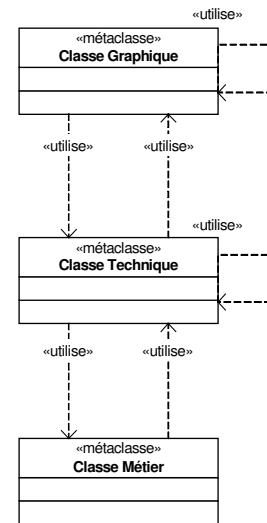 «utilise»
«métaclasse»
Classe Graphique
«utilise» «utilise»
«utilise»
«métaclasse»
Classe Technique
«utilise» «utilise»
«métaclasse»
Classe Métier